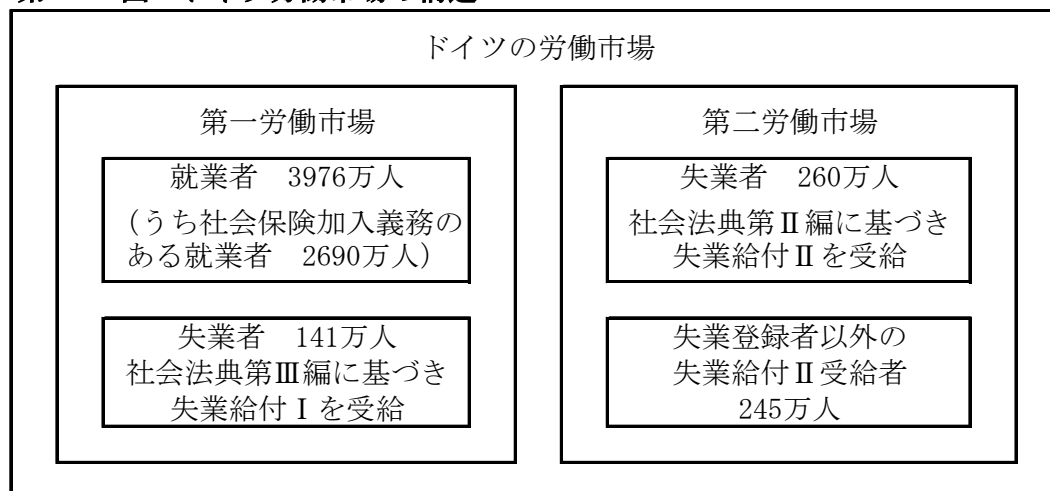 ドイツの労働市場
第一労働市場
就業者　3976万人
(うち社会保険加入義務の
ある就業者　2690万人)
失業者　141万人
社会法典第Ⅲ編に基づき
失業給付Ⅰを受給
第二労働市場
失業者　260万人
社会法典第Ⅱ編に基づき
失業給付Ⅱを受給
失業登録者以外の
失業給付Ⅱ受給者
245万人